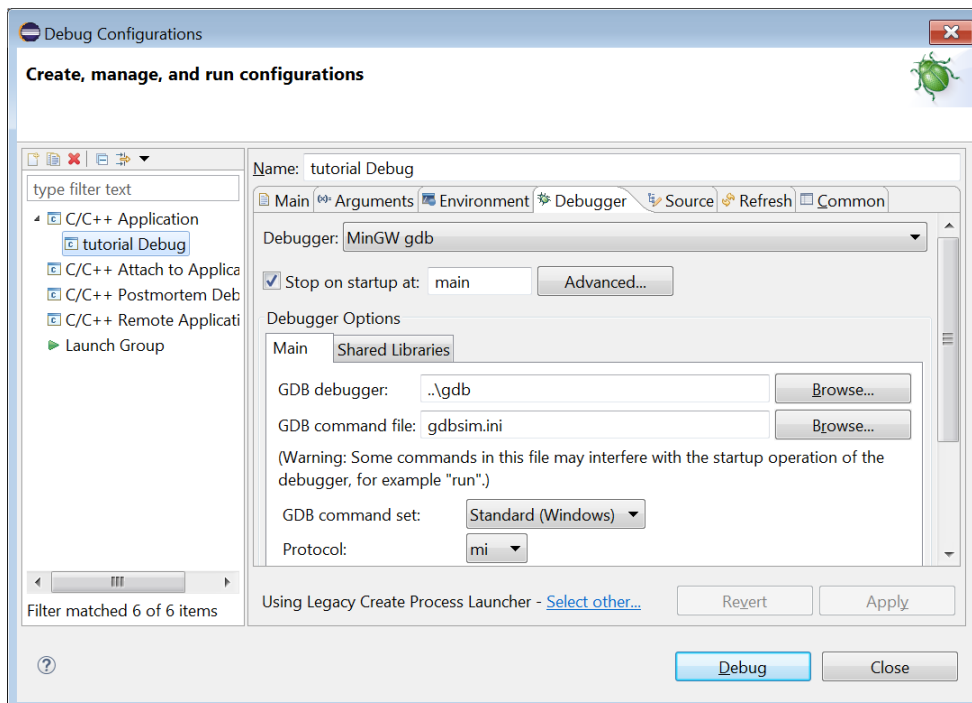 Debug Configurations
Create, manage, and run configurations
type filter text
C/C++ Application
tutorial Debug
C/C++ Attach to Applica
C/C++ Postmortem Deb
C/C++ Remote Applicati
Launch Group
Filter matched 6 of 6 items
Name: tutorial Debug
Main Arguments Environment Debugger Source Refresh Common
Debugger: MinGW gdb
Stop on startup at: main Advanced...
Debugger Options
Main Shared Libraries
GDB debugger: ..\gdb Browse...
GDB command file: gdbsim.ini Browse...
(Warning: Some commands in this file may interfere with the startup operation of the
debugger, for example "run".)
GDB command set: Standard (Windows)
Protocol: mi
Using Legacy Create Process Launcher - Select other... Revert Apply
Debug Close